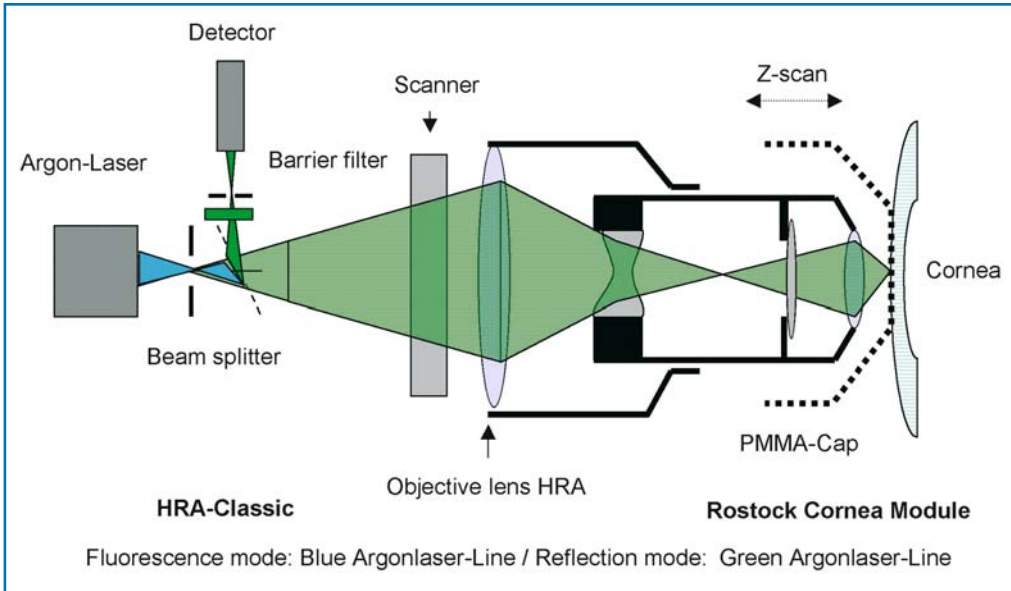 Detector
Z-scan
Scanner
Argon-Laser
Barrier filter
Cornea
Beam splitter
PMMA-Cap
Objective lens HRA
HRA-Classic
Rostock Cornea Module
Fluorescence mode: Blue Argonlaser-Line / Reflection mode: Green Argonlaser-Line